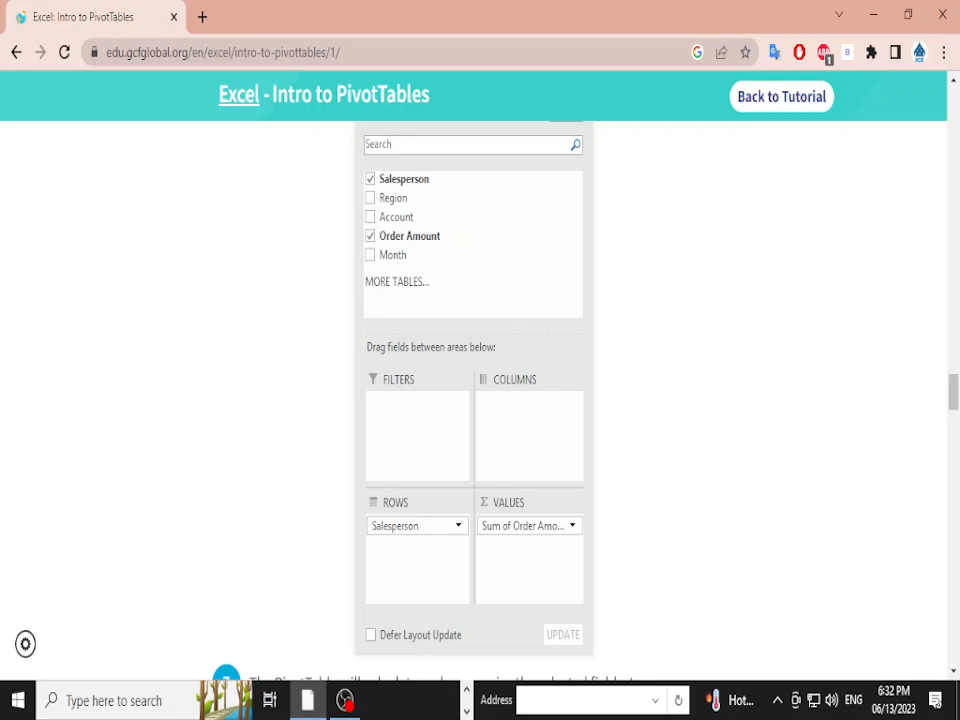 Excel: Intro to PivotTables
edu.gcfglobal.org/en/excel/intro-to-pivottables/1/
Excel - Intro to PivotTables
Back to Tutorial
Search
Salesperson
Region
Account
Order Amount
Month
MORE TABLES...
Drag fields between areas below:
FILTERS
COLUMNS
ROWS
VALUES
Salesperson
Sum of Order Amo...
Defer Layout Update
UPDATE
Type here to search
Address
Hot...
ENG
6:32 PM
06/13/2023